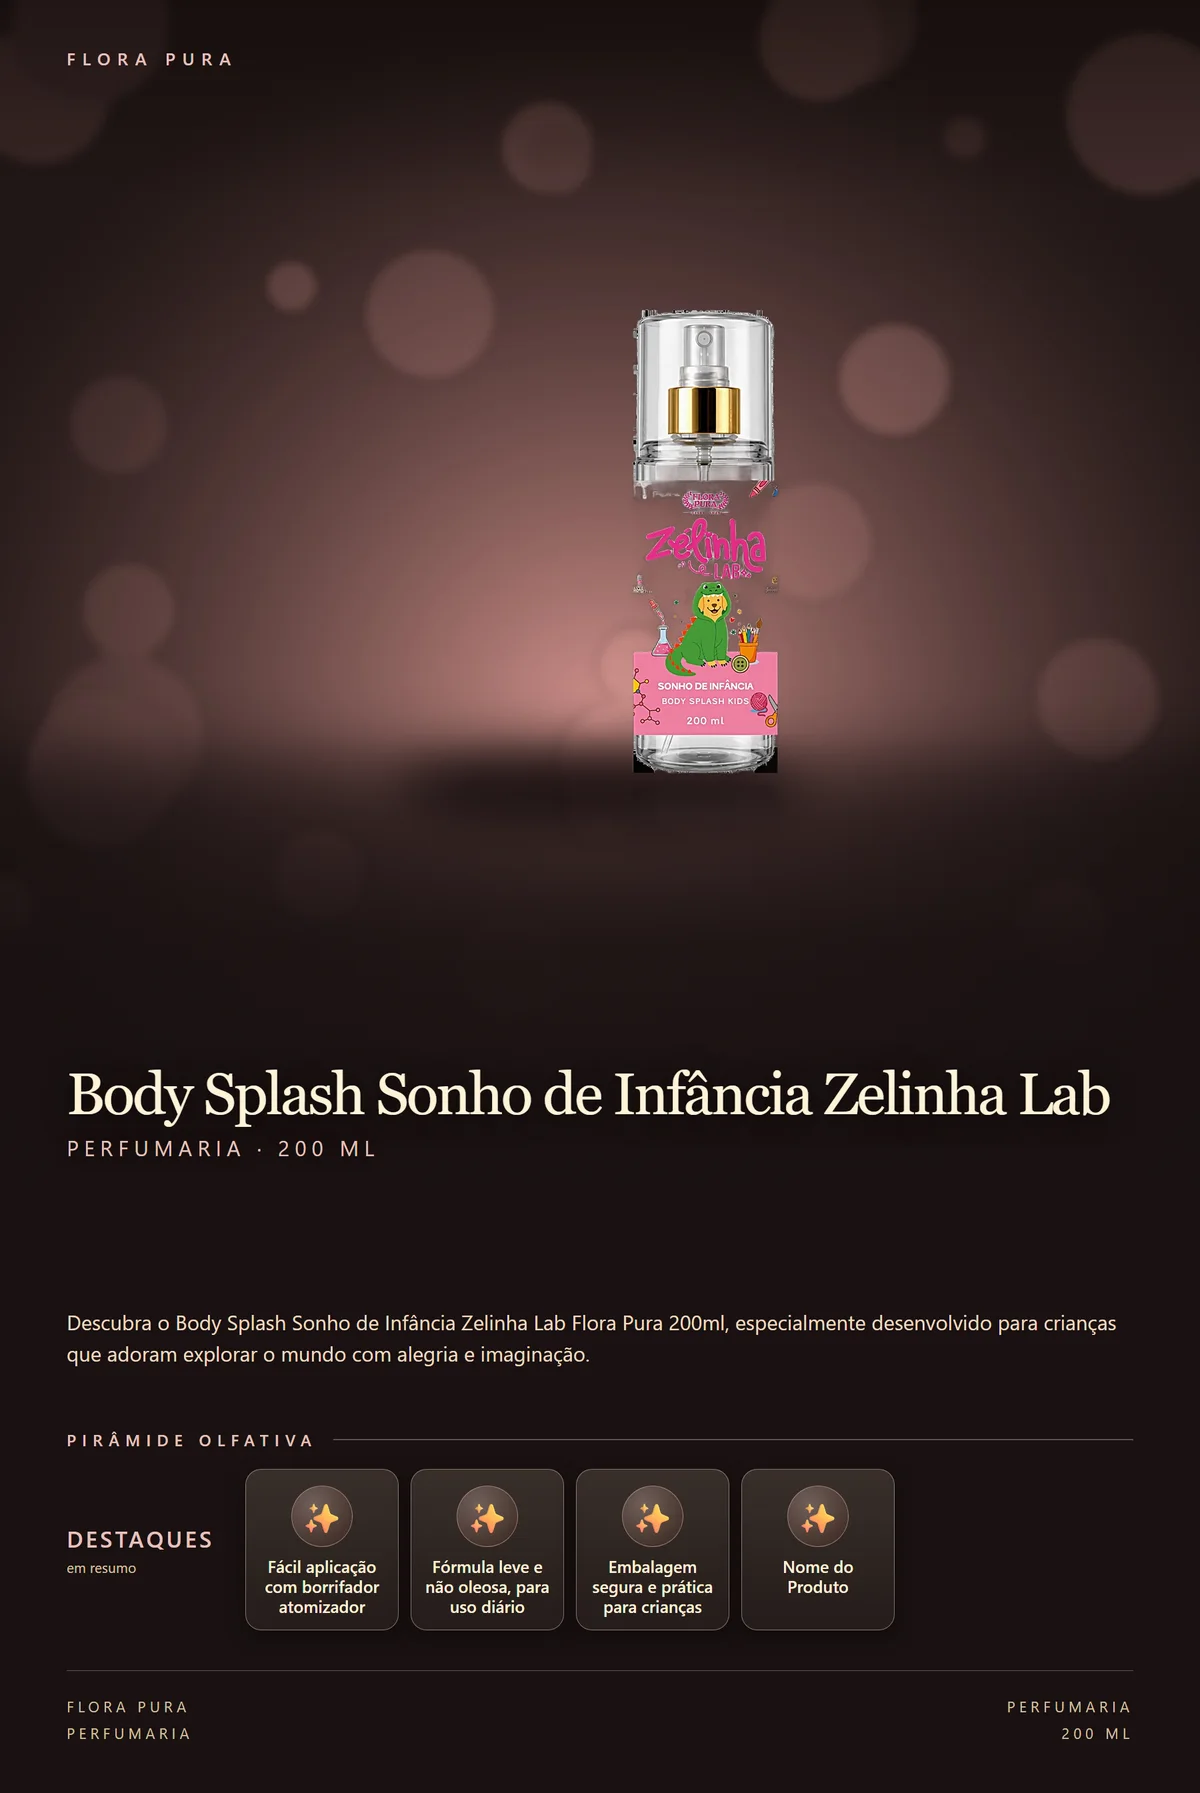 FLORA PURA
FLORA
PURA
Zelinha
LAB
SONHO DE INFÂNCIA
BODY SPLASH KIDS
200 ml
Body Splash Sonho de Infância Zelinha Lab
PERFUMARIA · 200 ML
Descubra o Body Splash Sonho de Infância Zelinha Lab Flora Pura 200ml, especialmente desenvolvido para crianças
que adoram explorar o mundo com alegria e imaginação.
PIRÂMIDE OLFATIVA
DESTAQUES
em resumo
Fácil aplicação
com borrifador
atomizador
Fórmula leve e
não oleosa, para
uso diário
Embalagem
segura e prática
para crianças
Nome do
Produto
FLORA PURA
PERFUMARIA
PERFUMARIA
200 ML